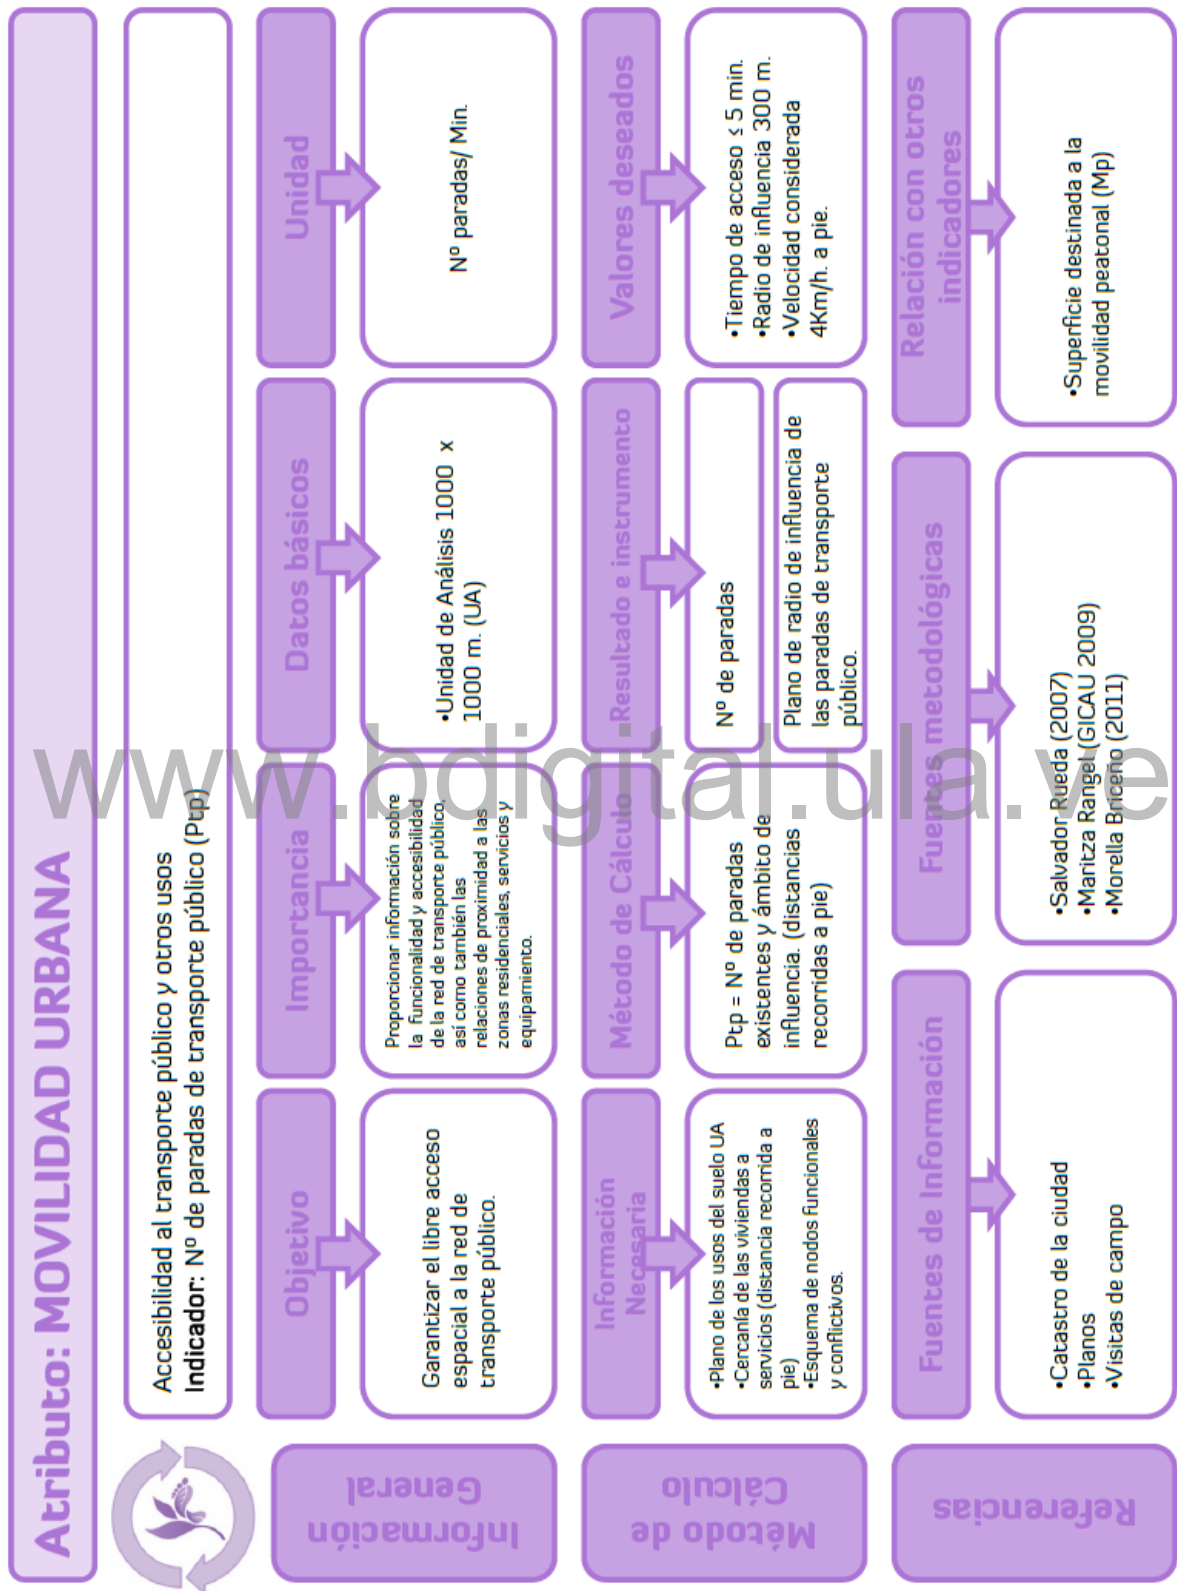 Atributo: MOVILIDAD URBANA
Accesibilidad al transporte público y otros usos
Indicador: Nº de paradas de transporte público (Ptp)
Información
General
Objetivo
Garantizar el libre acceso
espacial a la red de
transporte público.
Importancia
Proporcionar información sobre
la funcionalidad y accesibilidad
de la red de transporte público,
así como también las
relaciones de proximidad a las
zonas residenciales, servicios y
equipamiento.
Datos básicos
•Unidad de Análisis 1000 x
1000 m. (UA)
Unidad
Nº paradas/ Min.
Método de
Cálculo
Información
Necesaria
•Plano de los usos del suelo UA
•Cercanía de las viviendas a
servicios (distancia recorrida a
pie)
•Esquema de nodos funcionales
y conflictivos.
Método de Cálculo
Ptp = Nº de paradas
existentes y ámbito de
influencia. (distancias
recorridas a pie)
Resultado e instrumento
Nº de paradas
Plano de radio de influencia de
las paradas de transporte
público.
Valores deseados
•Tiempo de acceso ≤ 5 min.
•Radio de influencia 300 m.
•Velocidad considerada
4Km/h. a pie.
Referencias
Fuentes de Información
•Catastro de la ciudad
•Planos
•Visitas de campo
Fuentes metodológicas
•Salvador Rueda (2007)
•Maritza Rangel (GICAU 2009)
•Morella Briceño (2011)
Relación con otros
indicadores
•Superficie destinada a la
movilidad peatonal (Mp)
www.bdigital.ula.ve